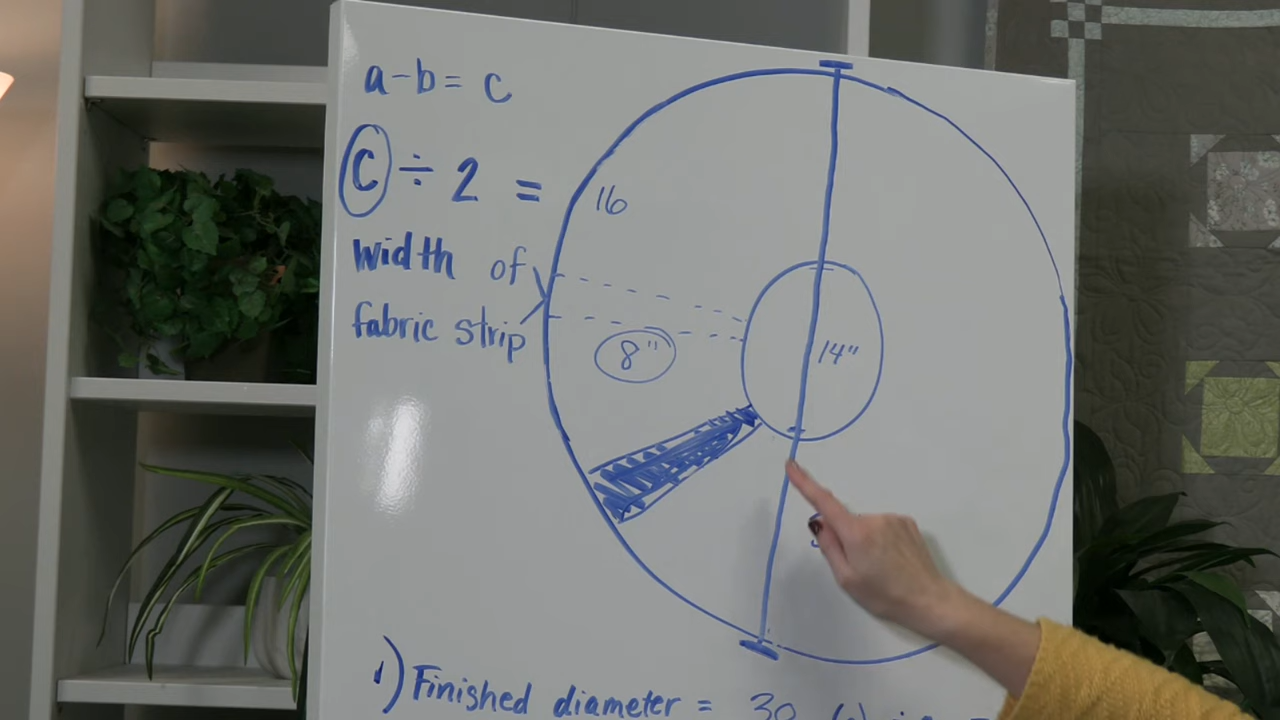 a-b= c
C ÷ 2 =
width of
fabric strip
16
8"
14"
1) Finished diameter = 30